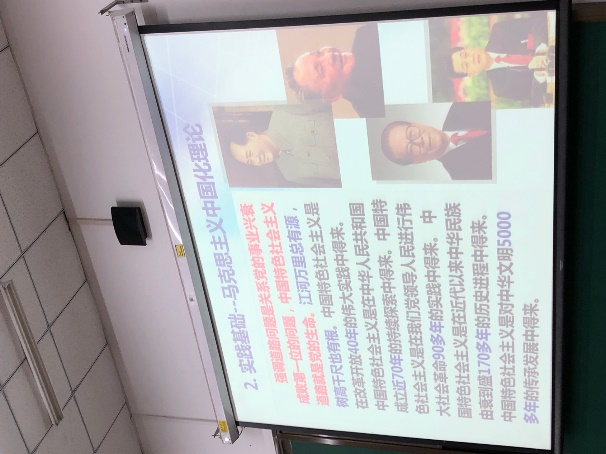 2. 实践基础--马克思主义中国化理论
强调道路问题是关系党的事业兴衰
成败第一位的问题，中国特色社会主义
道路就是党的生命。江河万里总有源，
树高千尺也有根。中国特色社会主义是
在改革开放40年的伟大实践中得来。
中国特色社会主义是在中华人民共和国
成立近70年的持续探索中得来。中国特
色社会主义是在我们党领导人民进行伟
大社会革命90多年的实践中得来。中
国特色社会主义是在近代以来中华民族
由衰到盛170多年的历史进程中得来。
中国特色社会主义是对中华文明5000
多年的传承发展中得来。